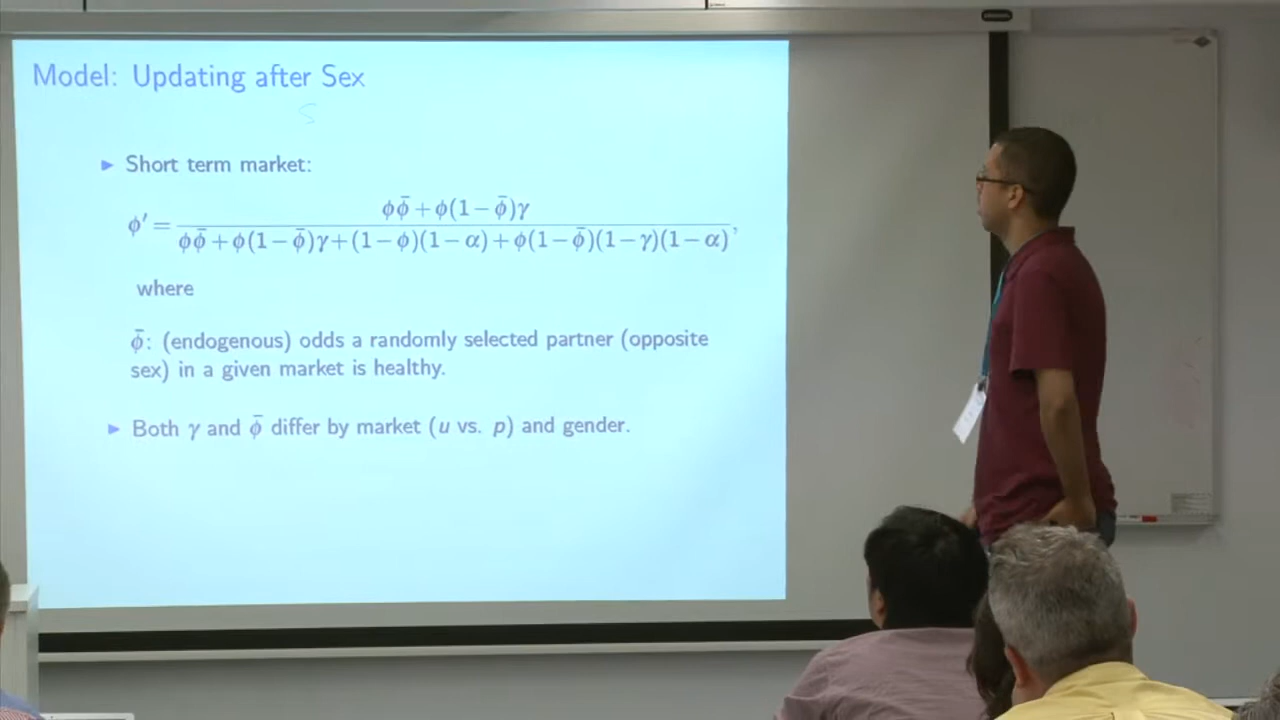 Model: Updating after Sex
► Short term market:
ϕ′ = (ϕϕ̄ + ϕ(1 − ϕ̄)γ) / (ϕϕ̄ + ϕ(1 − ϕ̄)γ + (1 − ϕ)(1 − α) + ϕ(1 − ϕ̄)(1 − γ)(1 − α)),
where
ϕ̄: (endogenous) odds a randomly selected partner (opposite
sex) in a given market is healthy.
► Both γ and ϕ̄ differ by market (u vs. p) and gender.